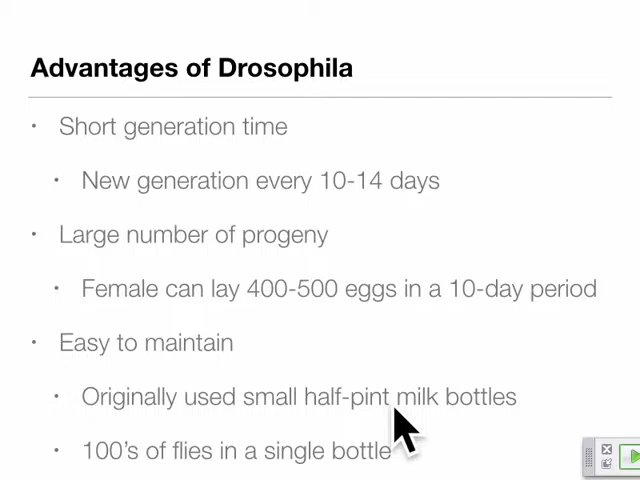 Advantages of Drosophila
• Short generation time
• New generation every 10-14 days
• Large number of progeny
• Female can lay 400-500 eggs in a 10-day period
• Easy to maintain
• Originally used small half-pint milk bottles
• 100's of flies in a single bottle